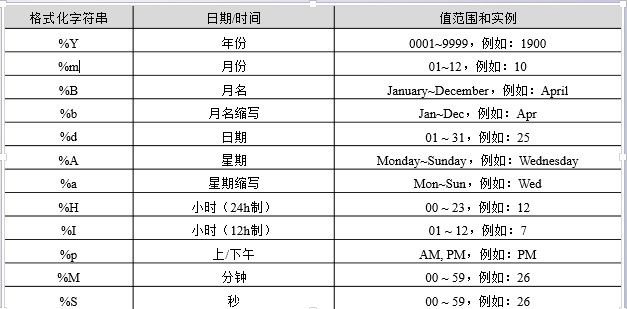 格式化字符串 日期/时间 值范围和实例
%Y 年份 0001~9999，例如：1900
%m 月份 01~12，例如：10
%B 月名 January~December，例如：April
%b 月名缩写 Jan~Dec，例如：Apr
%d 日期 01 ~ 31，例如：25
%A 星期 Monday~Sunday，例如：Wednesday
%a 星期缩写 Mon~Sun，例如：Wed
%H 小时（24h制） 00 ~ 23，例如：12
%I 小时（12h制） 01 ~ 12，例如：7
%p 上/下午 AM, PM，例如：PM
%M 分钟 00 ~ 59，例如：26
%S 秒 00 ~ 59，例如：26